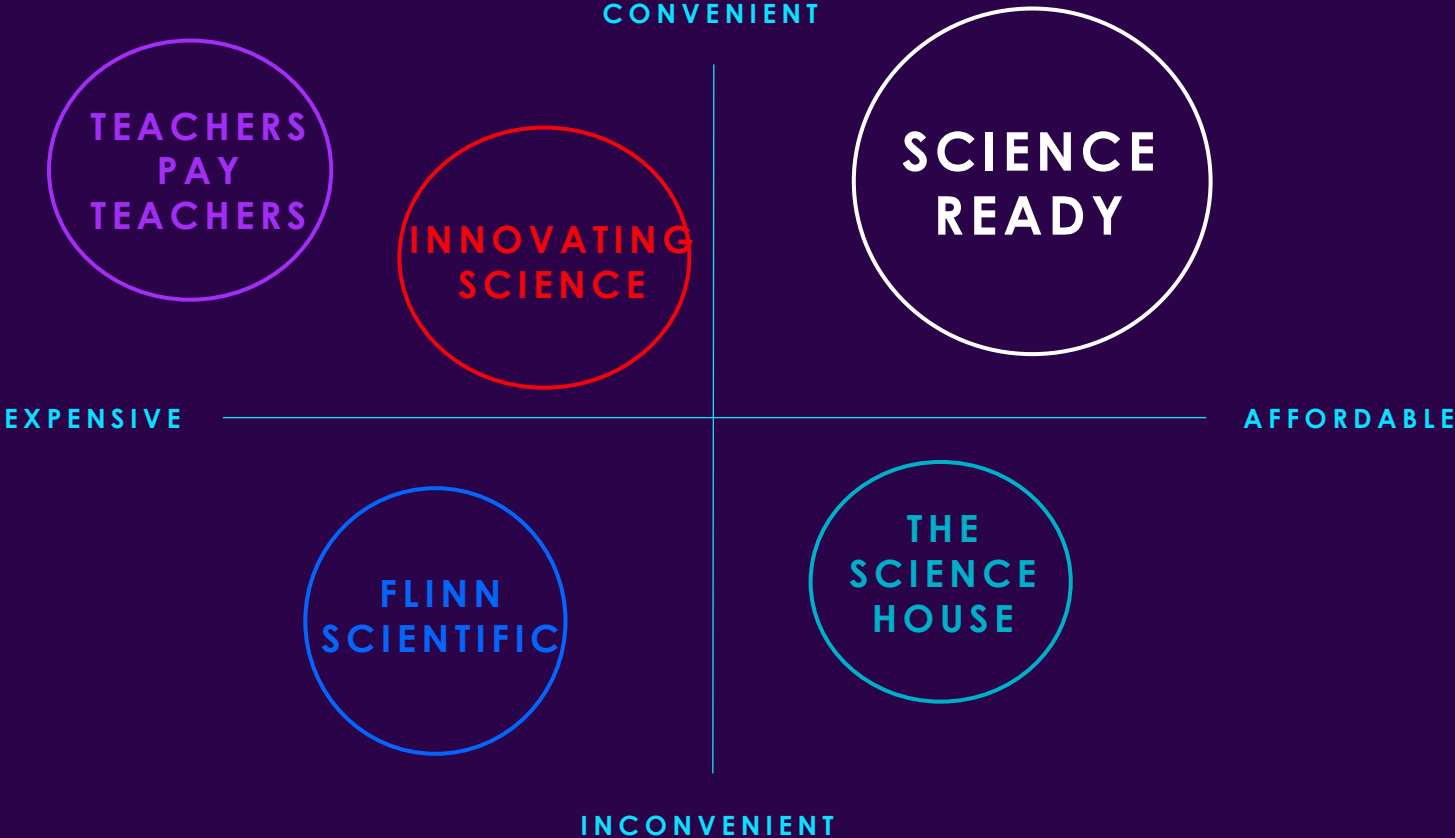 CONVENIENT
TEACHERS
PAY
TEACHERS
INNOVATING
SCIENCE
SCIENCE
READY
EXPENSIVE
AFFORDABLE
FLINN
SCIENTIFIC
THE
SCIENCE
HOUSE
INCONVENIENT